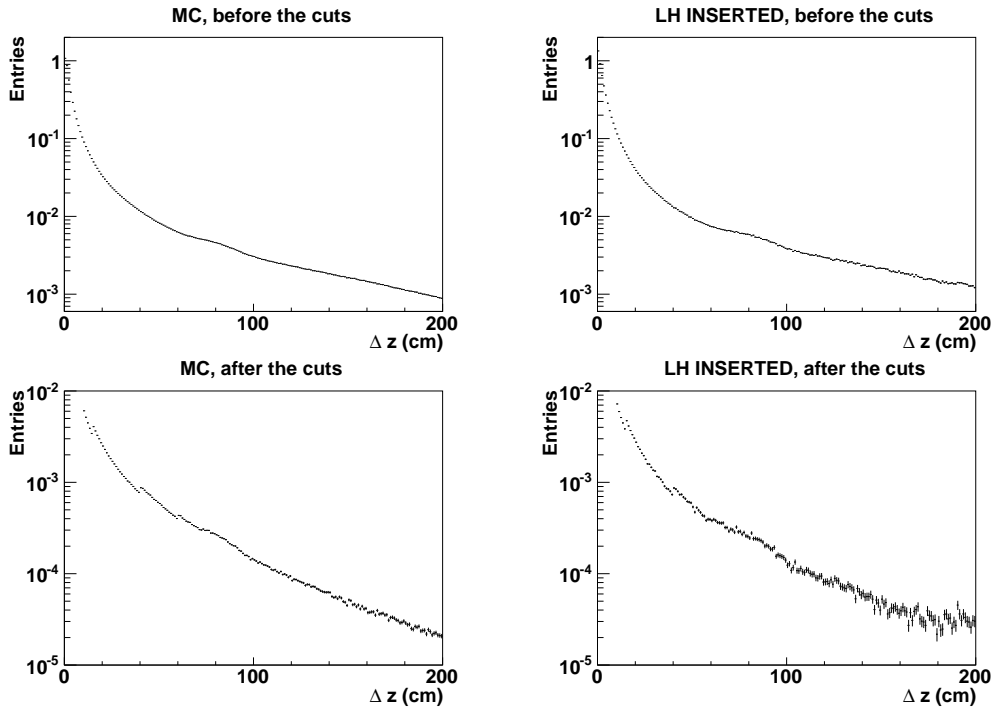 MC, before the cuts
Entries
1
10⁻¹
10⁻²
10⁻³
0 100 200
Δ z (cm)
LH INSERTED, before the cuts
Entries
1
10⁻¹
10⁻²
10⁻³
0 100 200
Δ z (cm)
MC, after the cuts
Entries
10⁻²
10⁻³
10⁻⁴
10⁻⁵
0 100 200
Δ z (cm)
LH INSERTED, after the cuts
Entries
10⁻²
10⁻³
10⁻⁴
10⁻⁵
0 100 200
Δ z (cm)